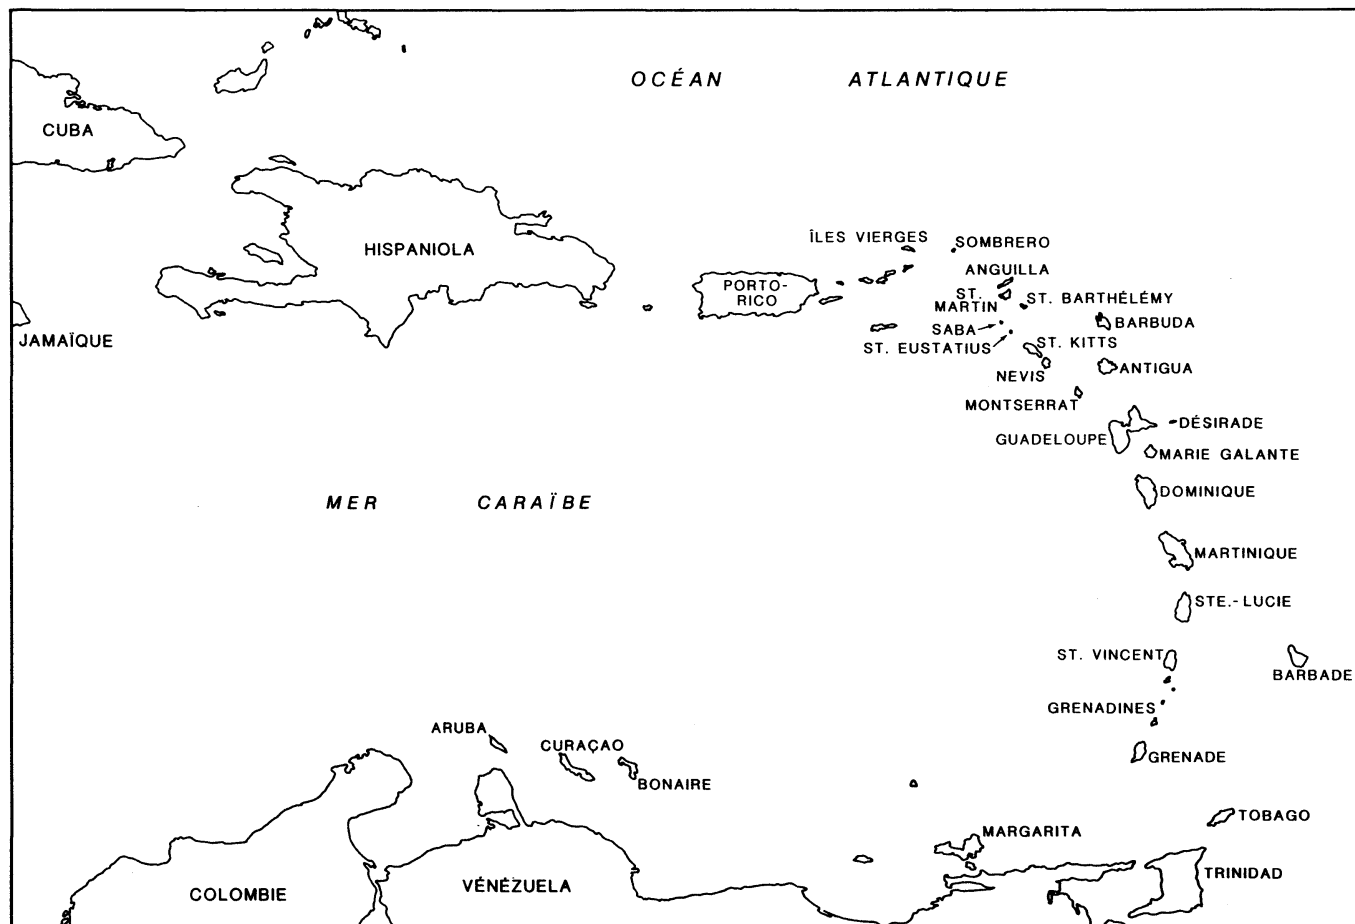 OCÉAN ATLANTIQUE
CUBA
ÎLES VIERGES
SOMBRERO
HISPANIOLA
ANGUILLA
PORTO-
RICO
ST.
MARTIN
ST. BARTHÉLÉMY
BARBUDA
SABA
JAMAÏQUE
ST. EUSTATIUS
ST. KITTS
NEVIS
ANTIGUA
MONTSERRAT
DÉSIRADE
GUADELOUPE
MARIE GALANTE
DOMINIQUE
MER CARAÏBE
MARTINIQUE
STE.-LUCIE
ST. VINCENT
BARBADE
GRENADINES
ARUBA
CURAÇAO
GRENADE
BONAIRE
TOBAGO
MARGARITA
TRINIDAD
VÉNÉZUELA
COLOMBIE